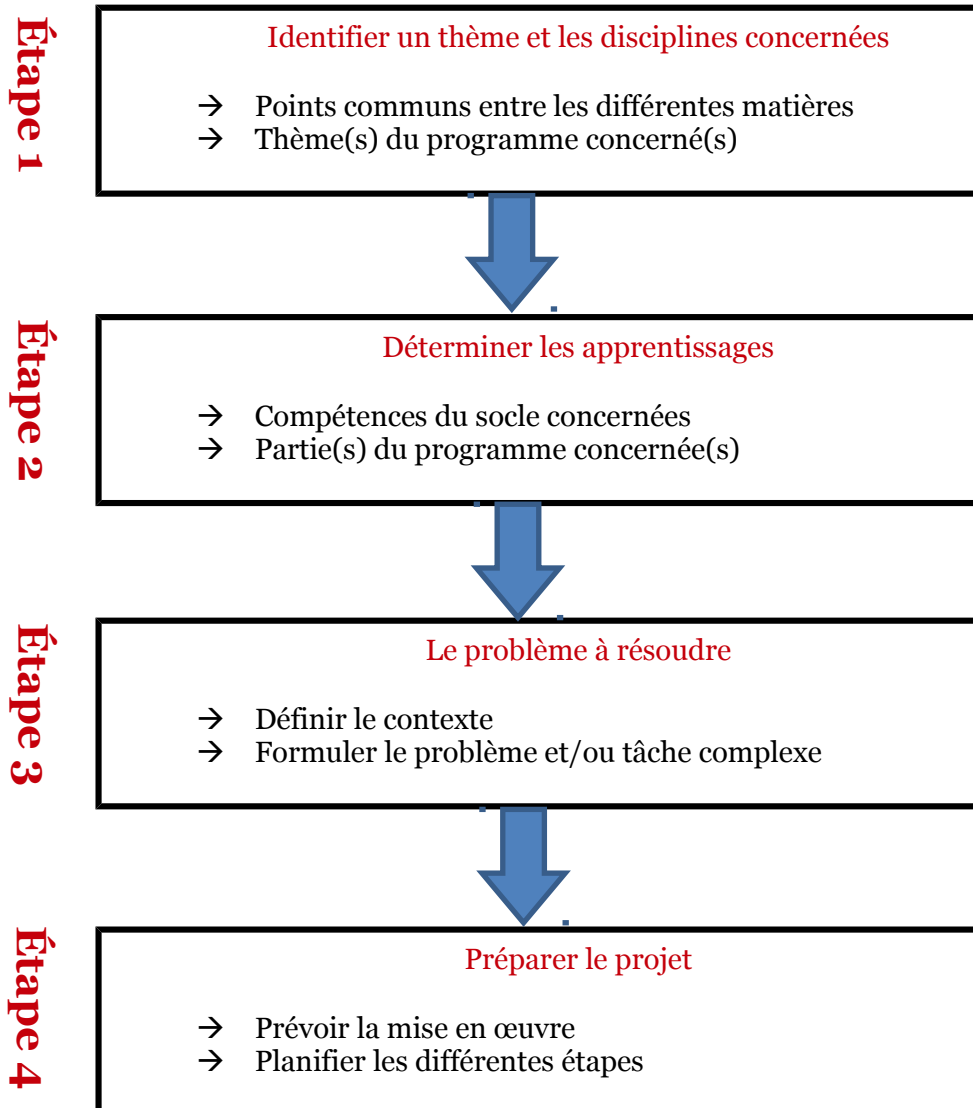 Étape 1
Identifier un thème et les disciplines concernées
→ Points communs entre les différentes matières
→ Thème(s) du programme concerné(s)
Étape 2
Déterminer les apprentissages
→ Compétences du socle concernées
→ Partie(s) du programme concernée(s)
Étape 3
Le problème à résoudre
→ Définir le contexte
→ Formuler le problème et/ou tâche complexe
Étape 4
Préparer le projet
→ Prévoir la mise en œuvre
→ Planifier les différentes étapes